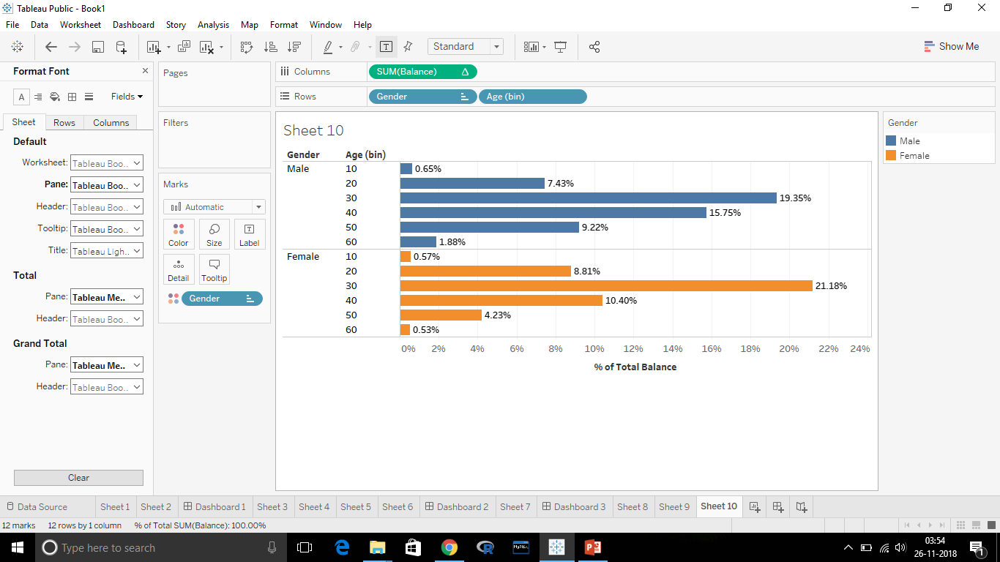 Tableau Public - Book1
File Data Worksheet Dashboard Story Analysis Map Format Window Help
Standard
Show Me
Format Font
Fields
Sheet Rows Columns
Default
Worksheet: Tableau Boo..
Pane: Tableau Boo..
Header: Tableau Boo..
Tooltip: Tableau Boo..
Title: Tableau Ligh..
Total
Pane: Tableau Me..
Header: Tableau Boo..
Grand Total
Pane: Tableau Me..
Header: Tableau Boo..
Clear
Pages
Filters
Marks
Automatic
Color Size Label
Detail Tooltip
Gender
Columns SUM(Balance)
Rows Gender Age (bin)
Sheet 10
Gender Age (bin)
Male 10 0.65%
20 7.43%
30 19.35%
40 15.75%
50 9.22%
60 1.88%
Female 10 0.57%
20 8.81%
30 21.18%
40 10.40%
50 4.23%
60 0.53%
0% 2% 4% 6% 8% 10% 12% 14% 16% 18% 20% 22% 24%
% of Total Balance
Gender
Male
Female
Data Source Sheet 1 Sheet 2 Dashboard 1 Sheet 3 Sheet 4 Sheet 5 Sheet 6 Dashboard 2 Sheet 7 Dashboard 3 Sheet 8 Sheet 9 Sheet 10
12 marks 12 rows by 1 column % of Total SUM(Balance): 100.00%
Type here to search
MySQL
03:54
26-11-2018
1